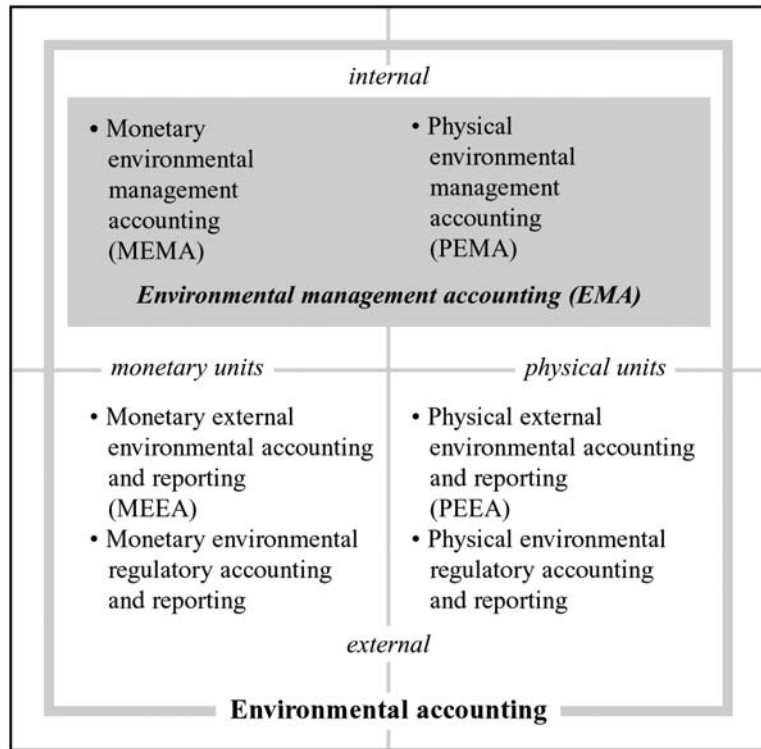 internal
• Monetary
environmental
management
accounting
(MEMA)
• Physical
environmental
management
accounting
(PEMA)
Environmental management accounting (EMA)
monetary units
physical units
• Monetary external
environmental accounting
and reporting
(MEEA)
• Monetary environmental
regulatory accounting
and reporting
• Physical external
environmental accounting
and reporting
(PEEA)
• Physical environmental
regulatory accounting
and reporting
external
Environmental accounting